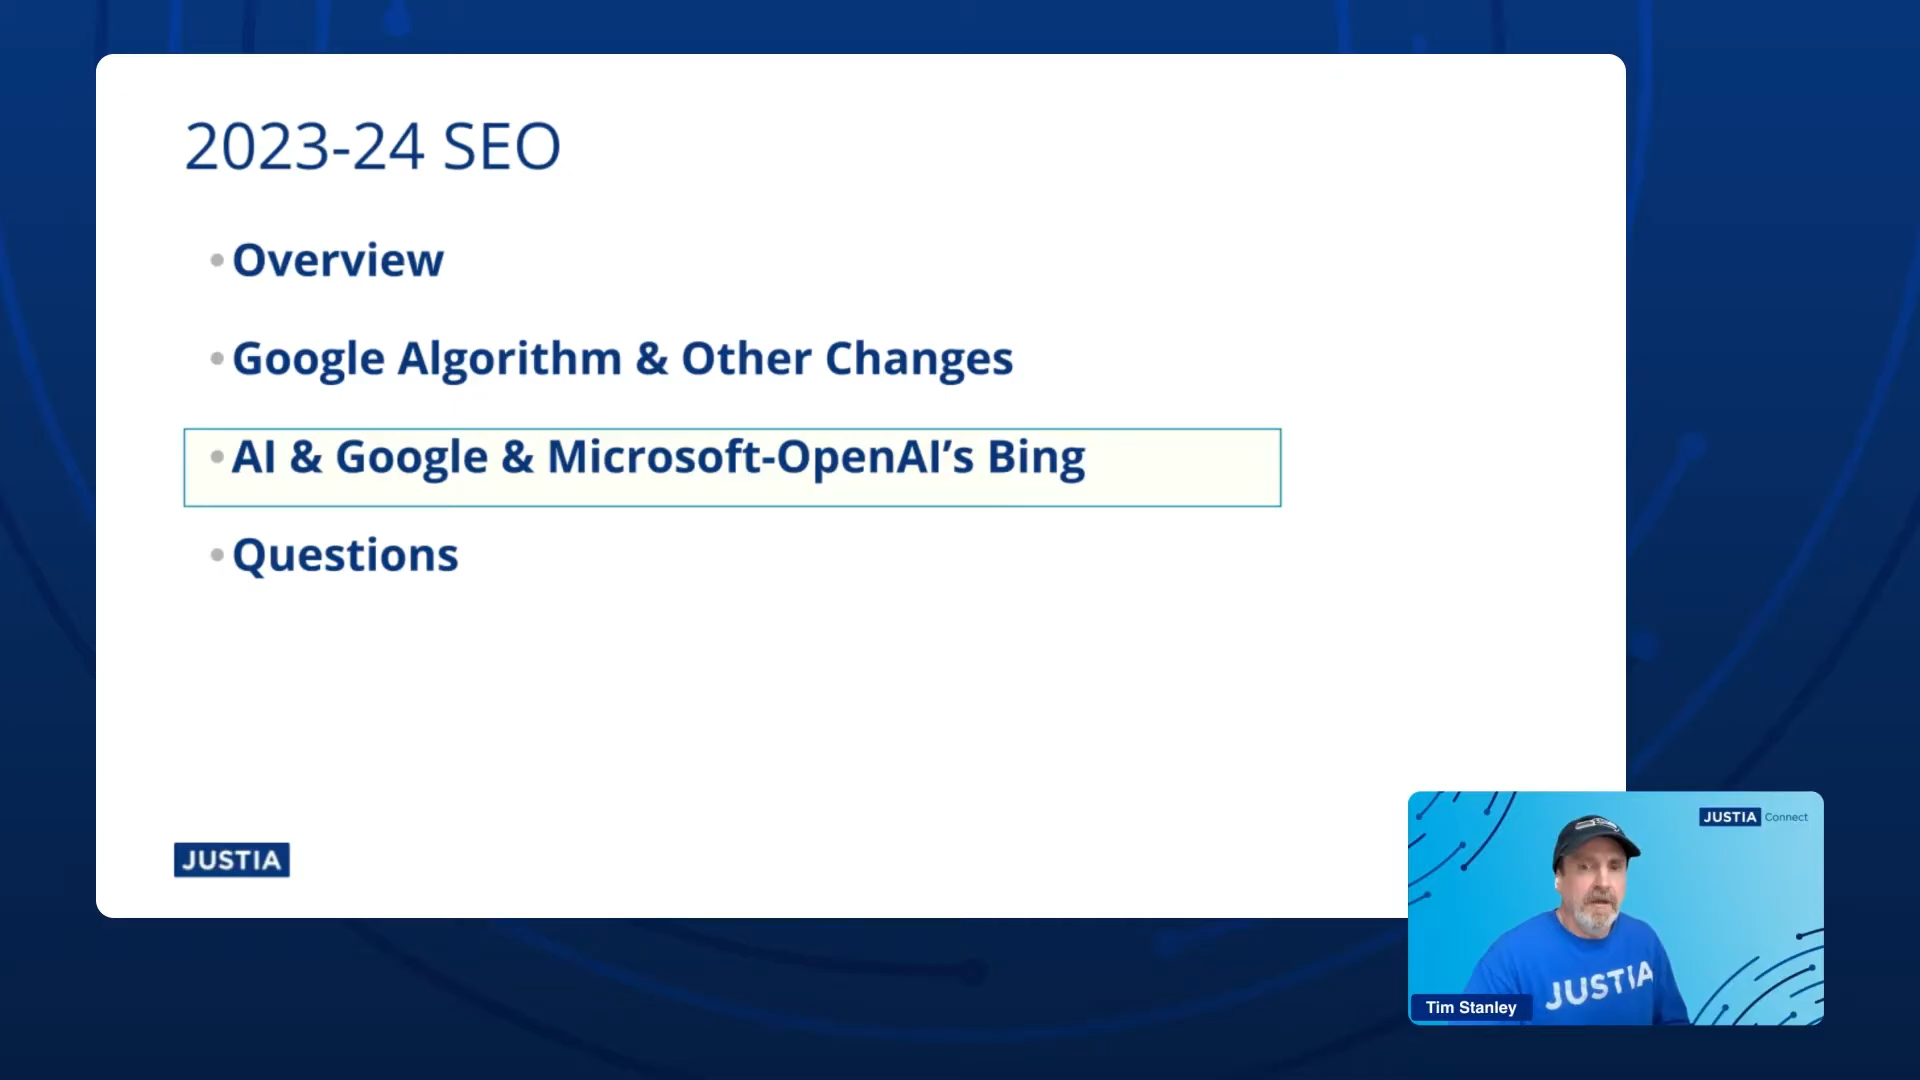 2023-24 SEO
• Overview
• Google Algorithm & Other Changes
• AI & Google & Microsoft-OpenAI’s Bing
• Questions
JUSTIA
JUSTIA Connect
JUSTIA
Tim Stanley